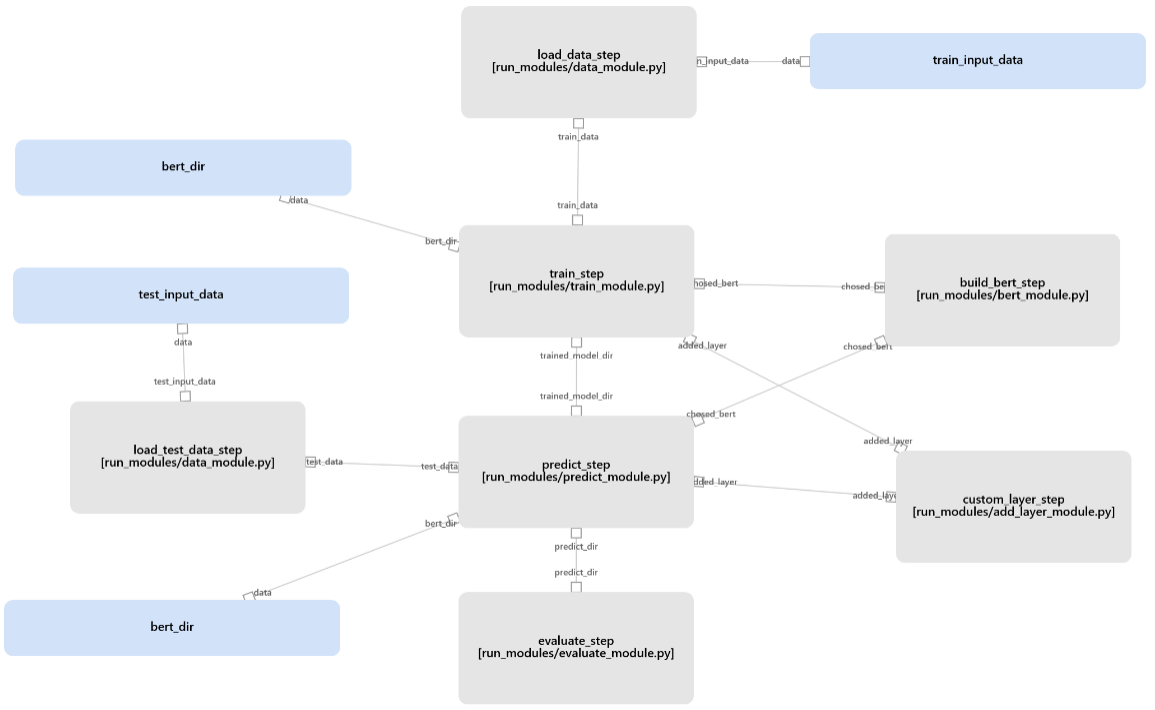 load_data_step
[run_modules/data_module.py]
n_input_data
data
train_input_data
train_data
bert_dir
data
train_data
bert_dir
train_step
[run_modules/train_module.py]
hosed_bert
chosed_be
build_bert_step
[run_modules/bert_module.py]
test_input_data
data
trained_model_dir
added_layer
chosed_bert
test_input_data
trained_model_dir
chosed_bert
load_test_data_step
[run_modules/data_module.py]
test_data
test_data
predict_step
[run_modules/predict_module.py]
added_layer
dded_layer
added_laye
custom_layer_step
[run_modules/add_layer_module.py]
bert_dir
predict_dir
predict_dir
data
bert_dir
evaluate_step
[run_modules/evaluate_module.py]